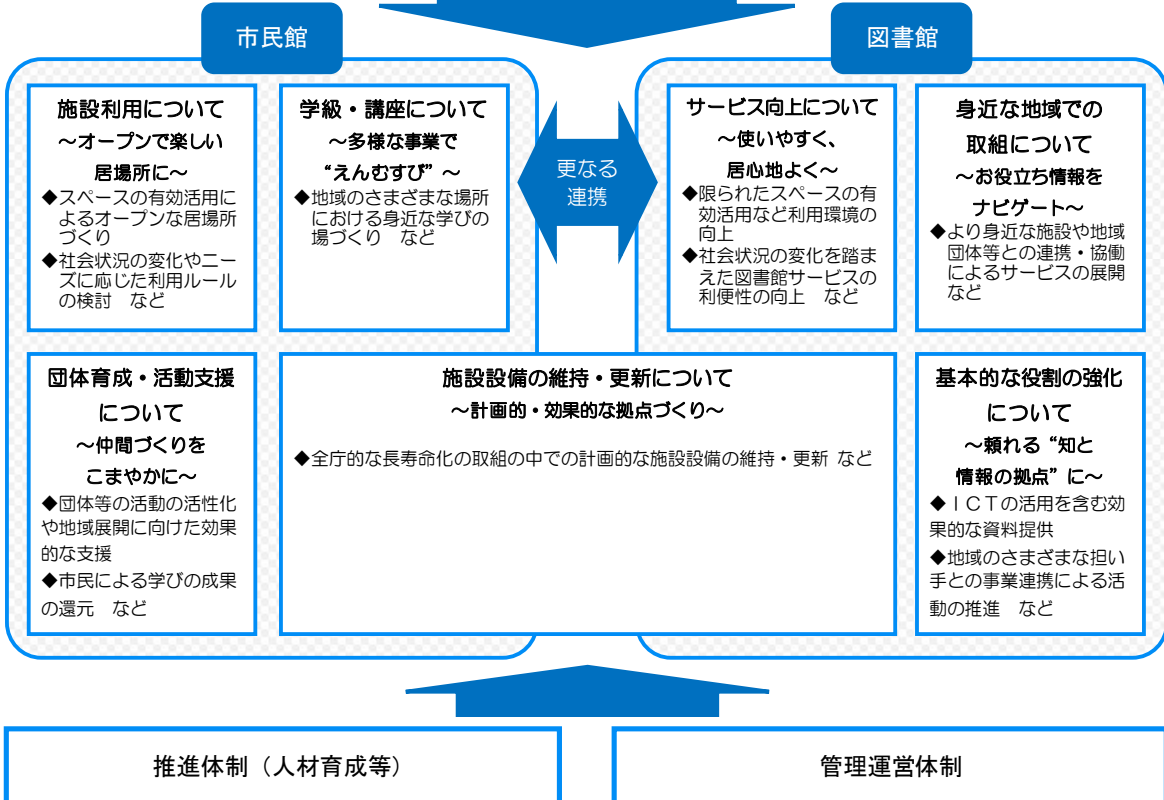 市民館
図書館
施設利用について
～オープンで楽しい
居場所に～
◆スペースの有効活用に
よるオープンな居場所
づくり
◆社会状況の変化やニー
ズに応じた利用ルール
の検討　など
学級・講座について
～多様な事業で
“えんむすび”～
◆地域のさまざまな場所
における身近な学びの
場づくり　など
更なる
連携
サービス向上について
～使いやすく、
居心地よく～
◆限られたスペースの有
効活用など利用環境の
向上
◆社会状況の変化を踏ま
えた図書館サービスの
利便性の向上　など
身近な地域での
取組について
～お役立ち情報を
ナビゲート～
◆より身近な施設や地域
団体等との連携・協働
によるサービスの展開
など
団体育成・活動支援
について
～仲間づくりを
こまやかに～
◆団体等の活動の活性化
や地域展開に向けた効果
的な支援
◆市民による学びの成果
の還元　など
施設設備の維持・更新について
～計画的・効果的な拠点づくり～
◆全庁的な長寿命化の取組の中での計画的な施設設備の維持・更新 など
基本的な役割の強化
について
～頼れる“知と
情報の拠点”に～
◆ＩＣＴの活用を含む効
果的な資料提供
◆地域のさまざまな担い
手との事業連携による活
動の推進　など
推進体制（人材育成等）
管理運営体制